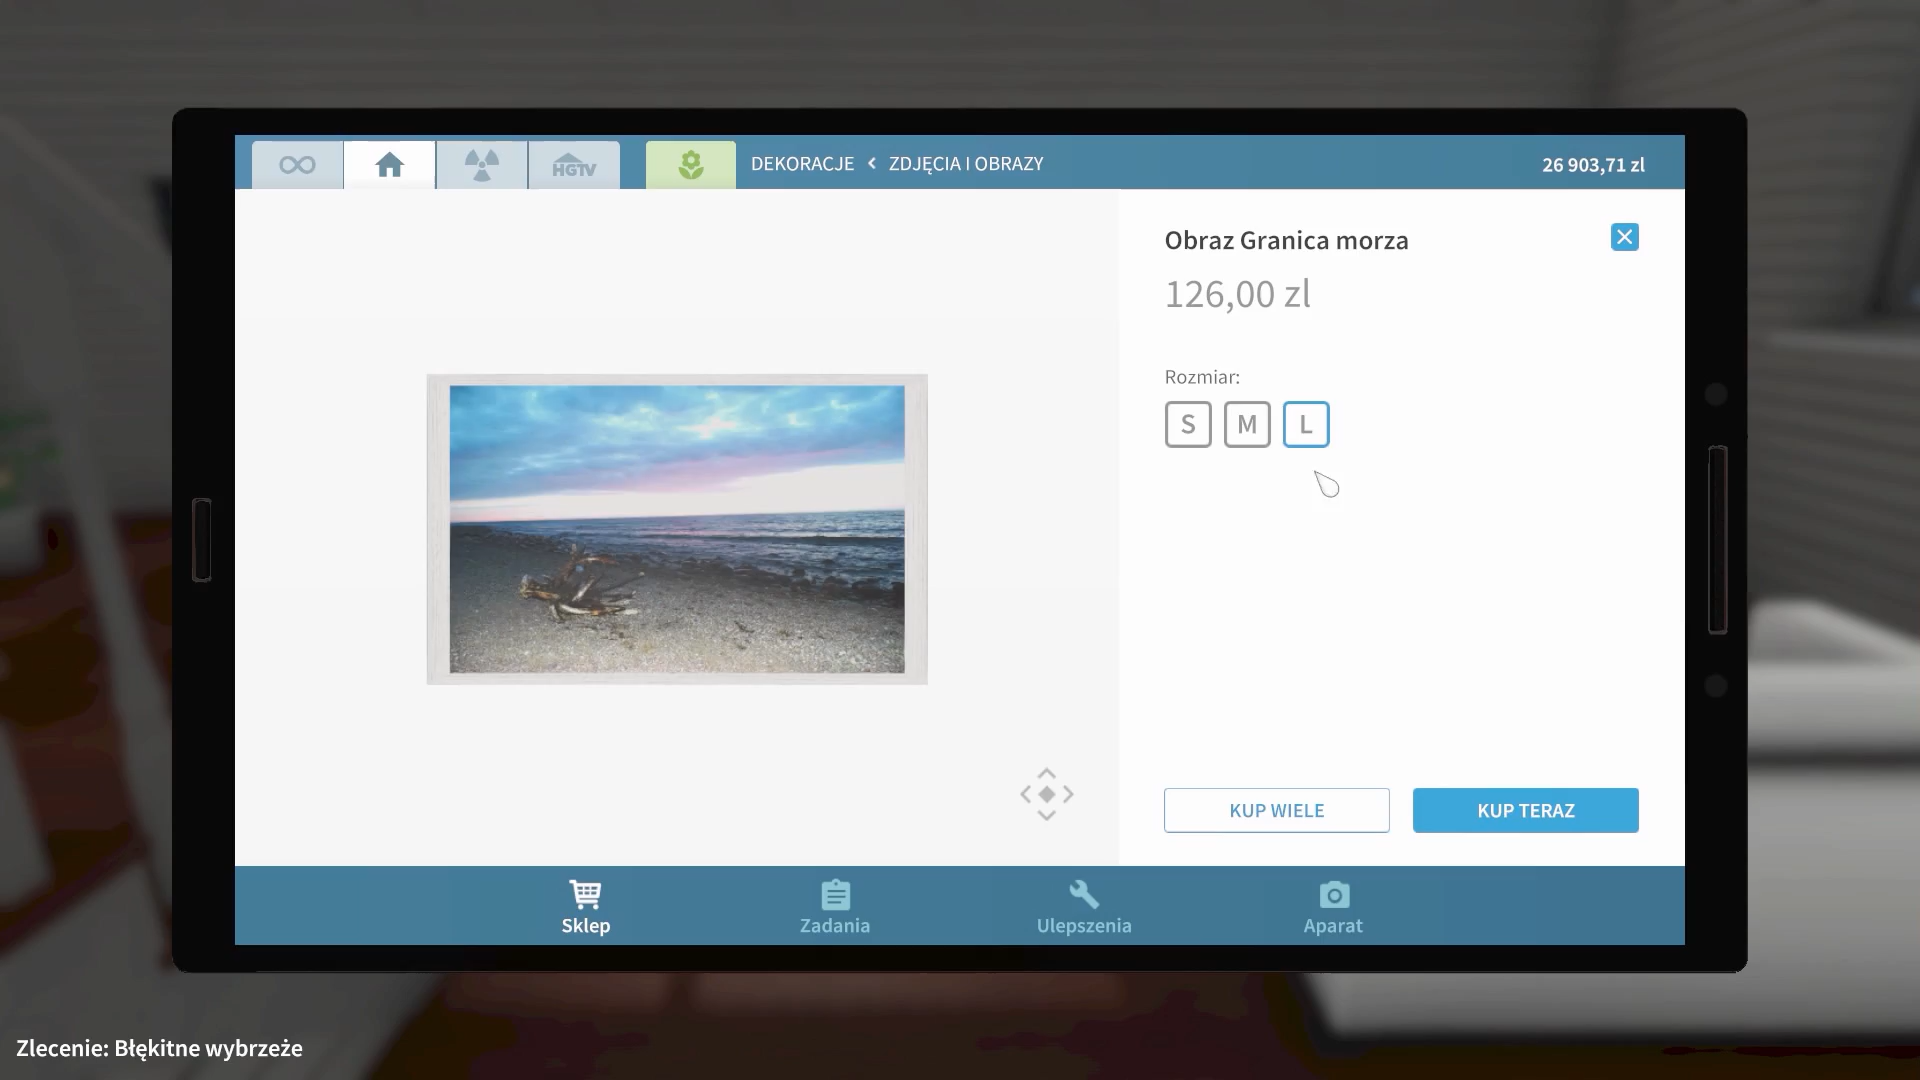 HGTV
DEKORACJE < ZDJĘCIA I OBRAZY
26 903,71 zl
Obraz Granica morza
126,00 zl
Rozmiar:
S M L
KUP WIELE
KUP TERAZ
Sklep
Zadania
Ulepszenia
Aparat
Zlecenie: Błękitne wybrzeże